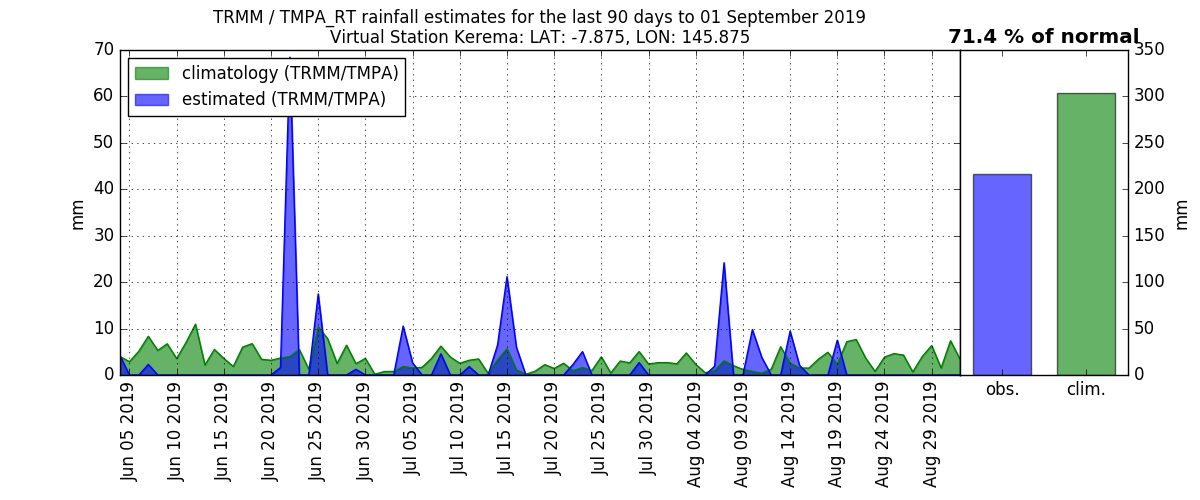 TRMM / TMPA_RT rainfall estimates for the last 90 days to 01 September 2019
Virtual Station Kerema: LAT: -7.875, LON: 145.875
71.4 % of normal
climatology (TRMM/TMPA)
estimated (TRMM/TMPA)
70
60
50
40
30
20
10
0
mm
350
300
250
200
150
100
50
0
mm
obs.
clim.
Jun 05 2019
Jun 10 2019
Jun 15 2019
Jun 20 2019
Jun 25 2019
Jun 30 2019
Jul 05 2019
Jul 10 2019
Jul 15 2019
Jul 20 2019
Jul 25 2019
Jul 30 2019
Aug 04 2019
Aug 09 2019
Aug 14 2019
Aug 19 2019
Aug 24 2019
Aug 29 2019